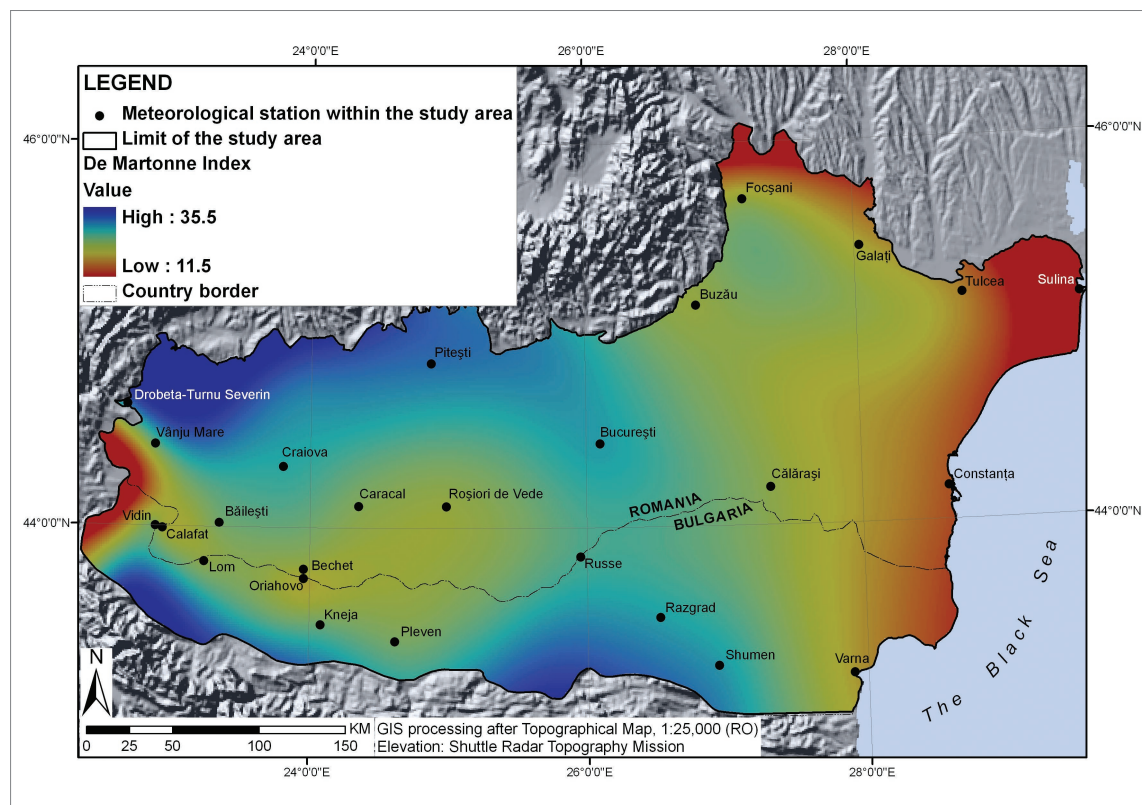 24°0'0"E
26°0'0"E
28°0'0"E
LEGEND
Meteorological station within the study area
Limit of the study area
De Martonne Index
Value
High : 35.5
Low : 11.5
Country border
46°0'0"N
46°0'0"N
Focşani
Galaţi
Tulcea
Sulina
Buzău
Piteşti
Drobeta-Turnu Severin
Vânju Mare
Bucureşti
Craiova
Călăraşi
Constanţa
Caracal
Roşiori de Vede
ROMANIA
BULGARIA
44°0'0"N
44°0'0"N
Vidin
Băileşti
Calafat
Lom
Bechet
Oriahovo
Russe
Kneja
Razgrad
Pleven
Shumen
Varna
The Black Sea
N
KM
0 25 50 100 150
GIS processing after Topographical Map, 1:25,000 (RO)
Elevation: Shuttle Radar Topography Mission
24°0'0"E
26°0'0"E
28°0'0"E